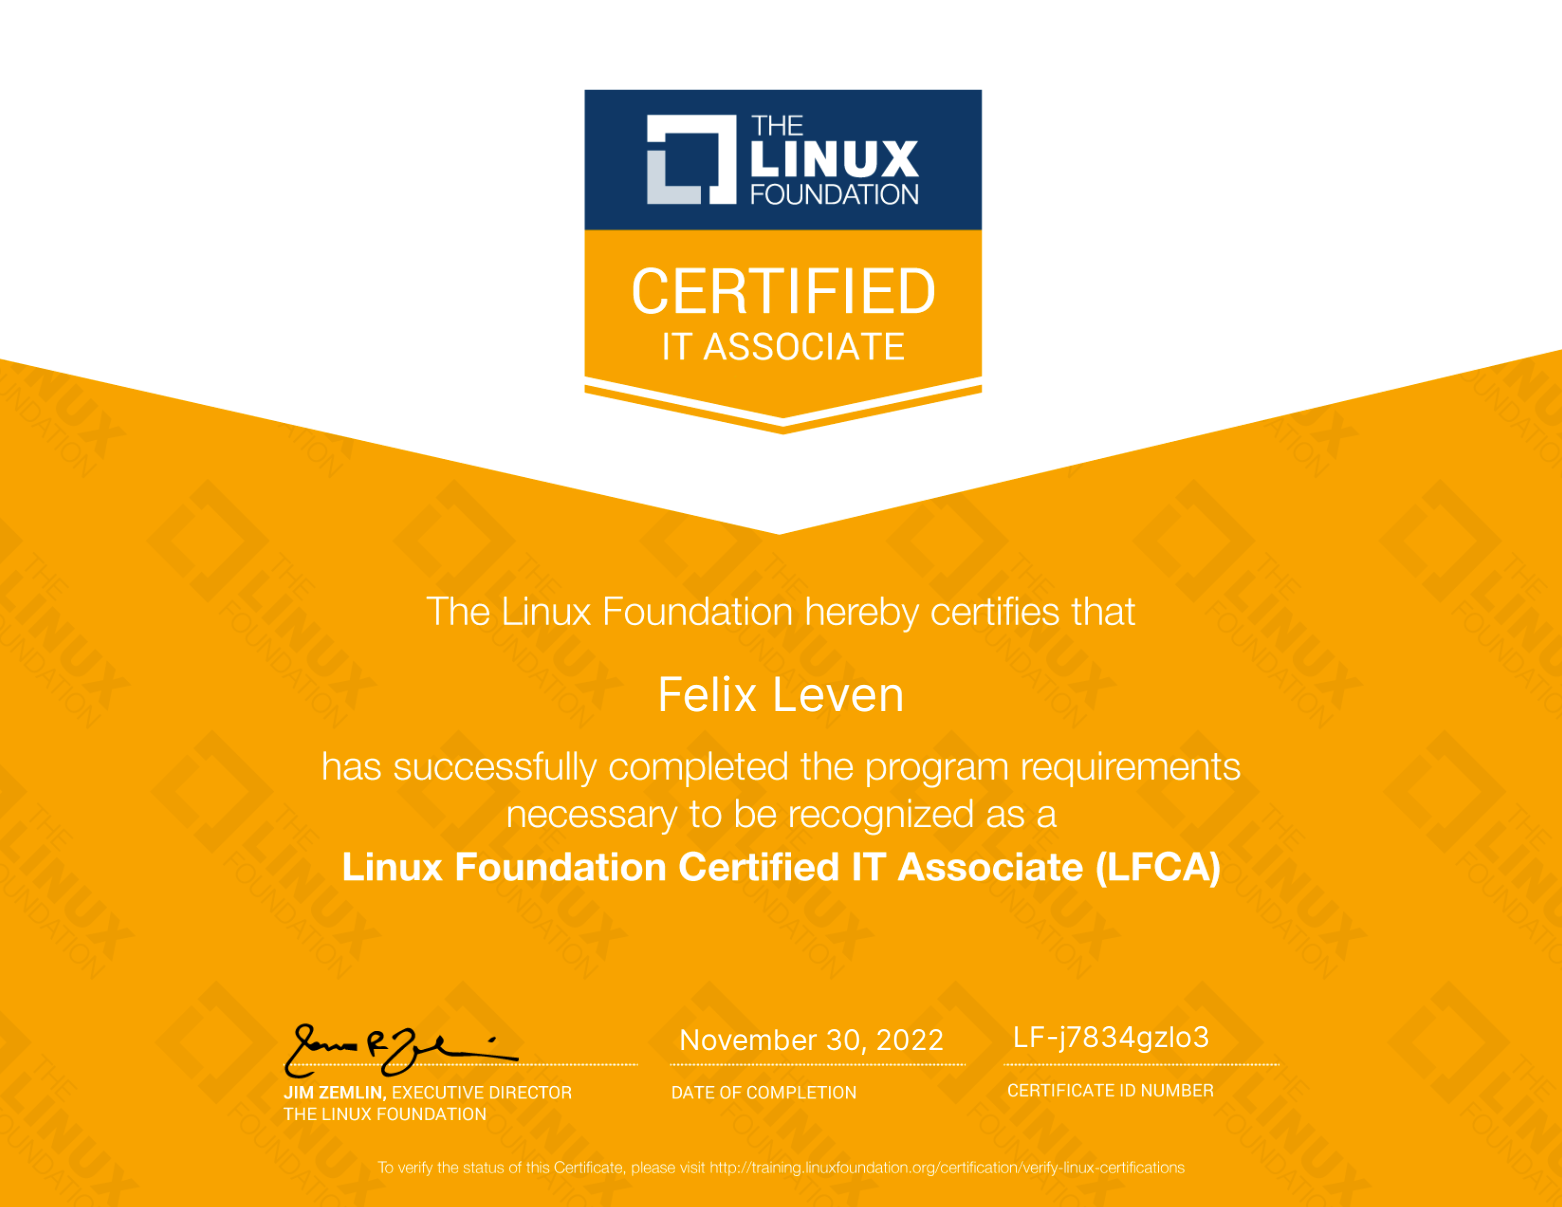 THE
LINUX
FOUNDATION
CERTIFIED
IT ASSOCIATE
The Linux Foundation hereby certifies that
Felix Leven
has successfully completed the program requirements
necessary to be recognized as a
Linux Foundation Certified IT Associate (LFCA)
November 30, 2022
LF-j7834gzlo3
JIM ZEMLIN, EXECUTIVE DIRECTOR
THE LINUX FOUNDATION
DATE OF COMPLETION
CERTIFICATE ID NUMBER
To verify the status of this Certificate, please visit http://training.linuxfoundation.org/certification/verify-linux-certifications